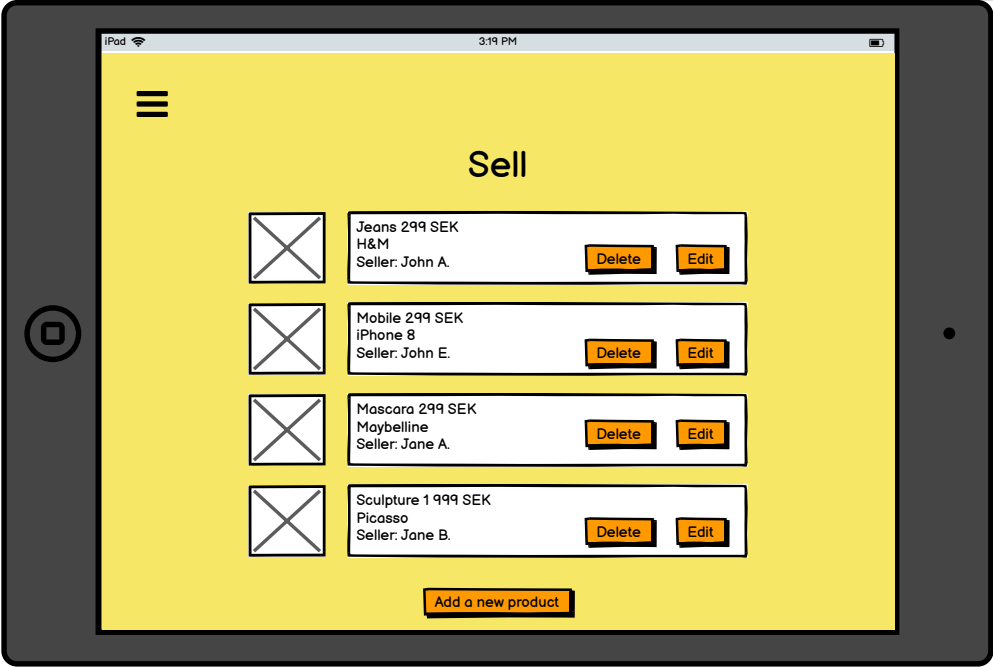 iPad
3:19 PM
Sell
Jeans 299 SEK
H&M
Seller: John A.
Delete
Edit
Mobile 299 SEK
iPhone 8
Seller: John E.
Delete
Edit
Mascara 299 SEK
Maybelline
Seller: Jane A.
Delete
Edit
Sculpture 1 999 SEK
Picasso
Seller: Jane B.
Delete
Edit
Add a new product